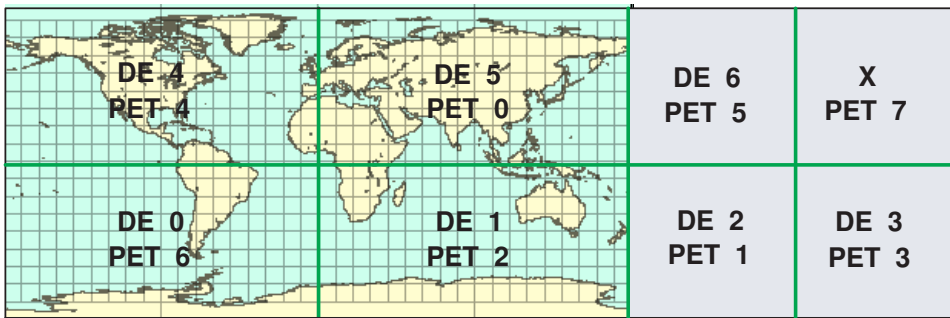 DE 4
PET 4
DE 5
PET 0
DE 6
PET 5
X
PET 7
DE 0
PET 6
DE 1
PET 2
DE 2
PET 1
DE 3
PET 3